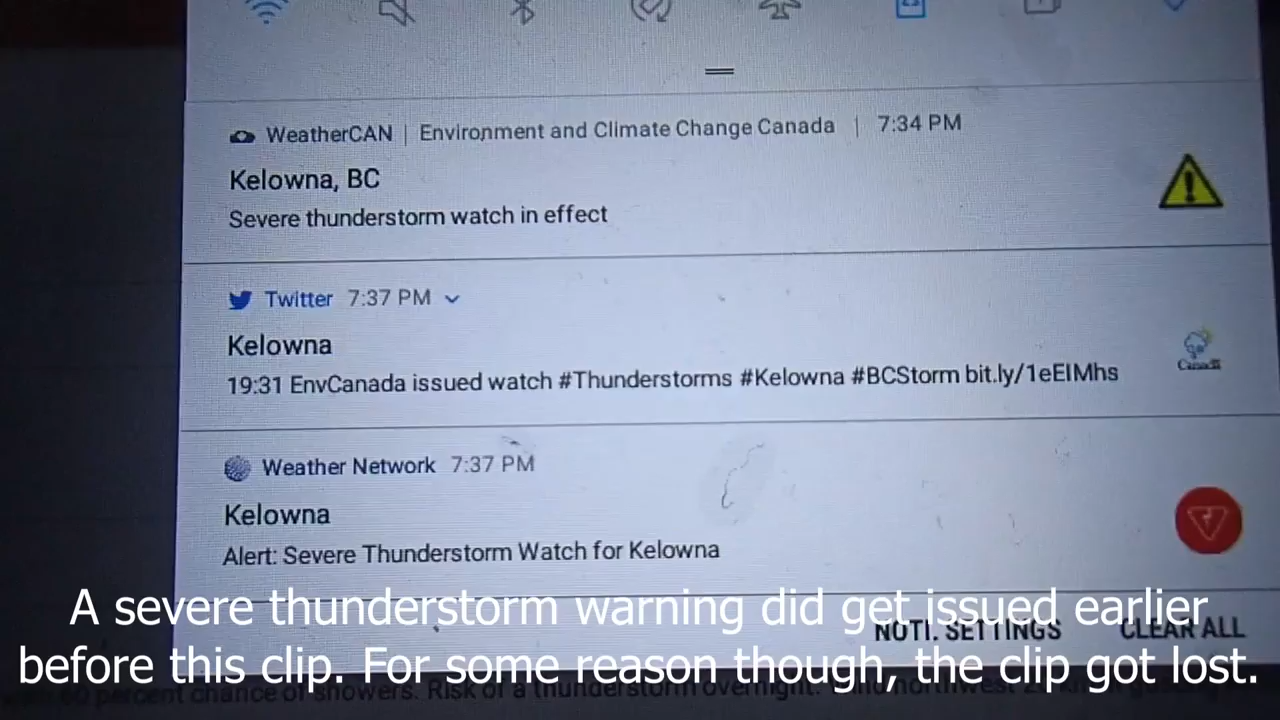 WeatherCAN | Environment and Climate Change Canada | 7:34 PM
Kelowna, BC
Severe thunderstorm watch in effect
Twitter 7:37 PM
Kelowna
19:31 EnvCanada issued watch #Thunderstorms #Kelowna #BCStorm bit.ly/1eEIMhs
Canada
Weather Network 7:37 PM
Kelowna
Alert: Severe Thunderstorm Watch for Kelowna
NOTI. SETTINGS CLEAR ALL
A severe thunderstorm warning did get issued earlier
before this clip. For some reason though, the clip got lost.
60 percent chance of showers. Risk of a thunderstorm overnight.